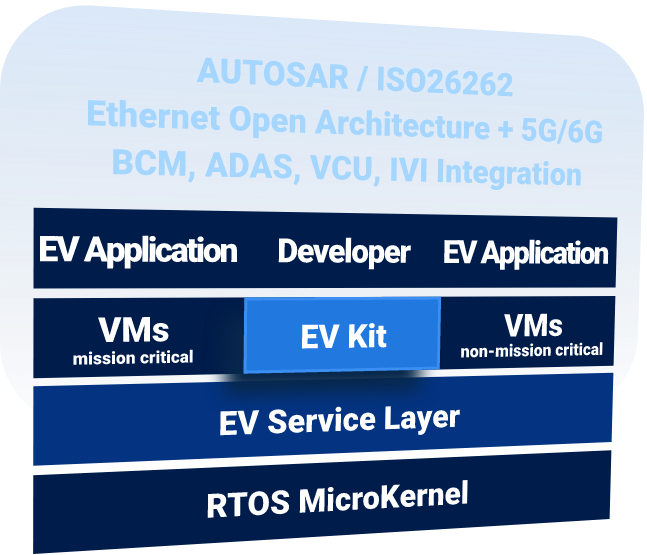 AUTOSAR / ISO26262
Ethernet Open Architecture + 5G/6G
BCM, ADAS, VCU, IVI Integration
EV Application Developer EV Application
VMs
mission critical
EV Kit
VMs
non-mission critical
EV Service Layer
RTOS MicroKernel